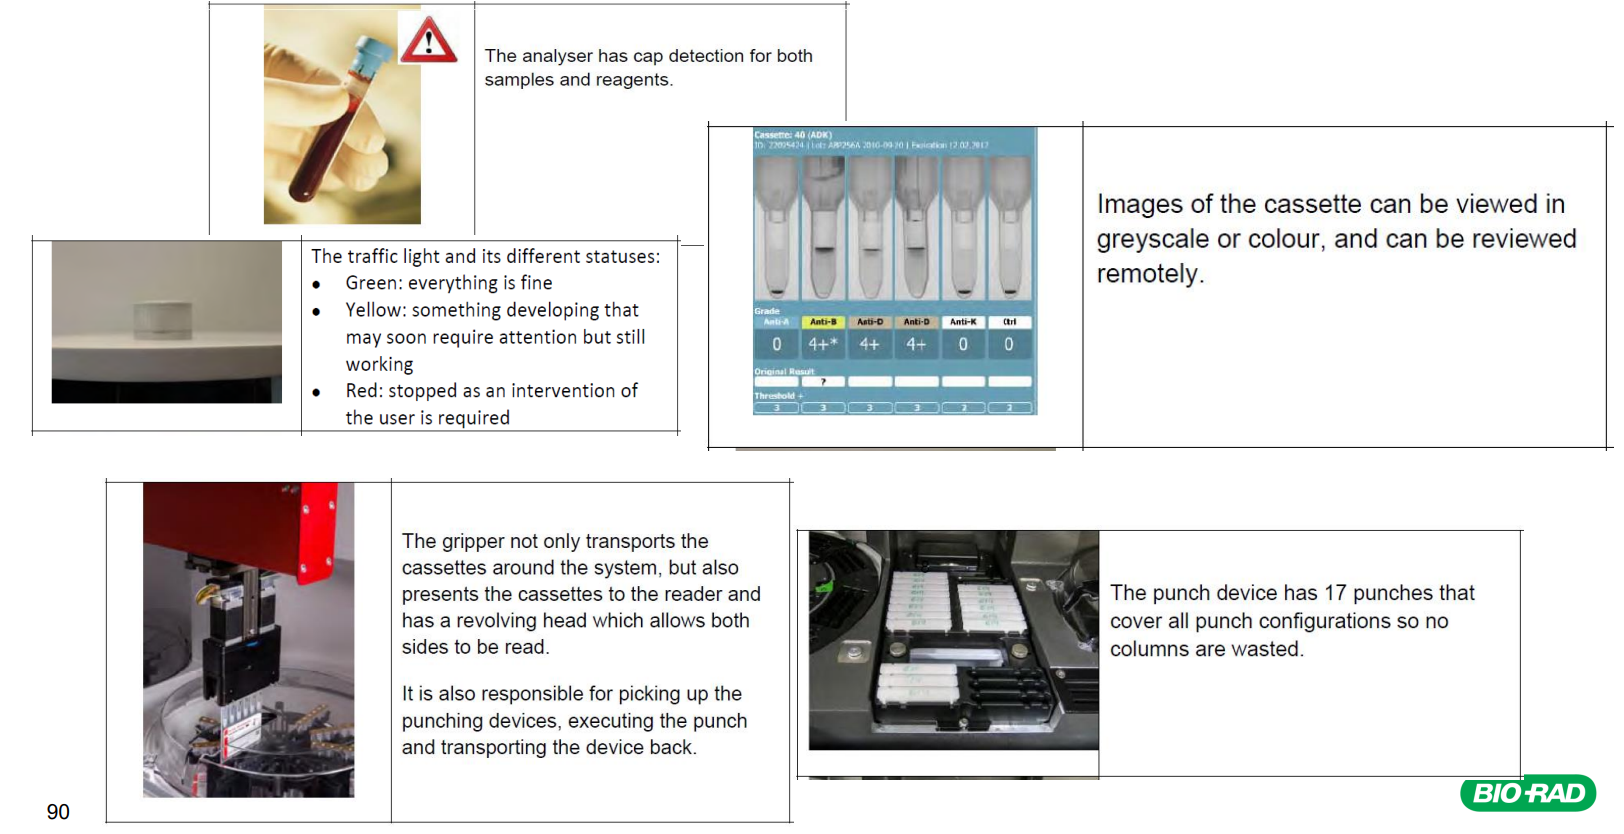 The analyser has cap detection for both
samples and reagents.
Cassette: 40 (ADK)
Images of the cassette can be viewed in
greyscale or colour, and can be reviewed
remotely.
Grade
Anti-A Anti-B Anti-D Anti-D Anti-K Ctrl
0 4+* 4+ 4+ 0 0
Original Result
?
Threshold +
3 3 3 3 2 2
The traffic light and its different statuses:
● Green: everything is fine
● Yellow: something developing that
may soon require attention but still
working
● Red: stopped as an intervention of
the user is required
The gripper not only transports the
cassettes around the system, but also
presents the cassettes to the reader and
has a revolving head which allows both
sides to be read.
It is also responsible for picking up the
punching devices, executing the punch
and transporting the device back.
The punch device has 17 punches that
cover all punch configurations so no
columns are wasted.
90
BIO-RAD